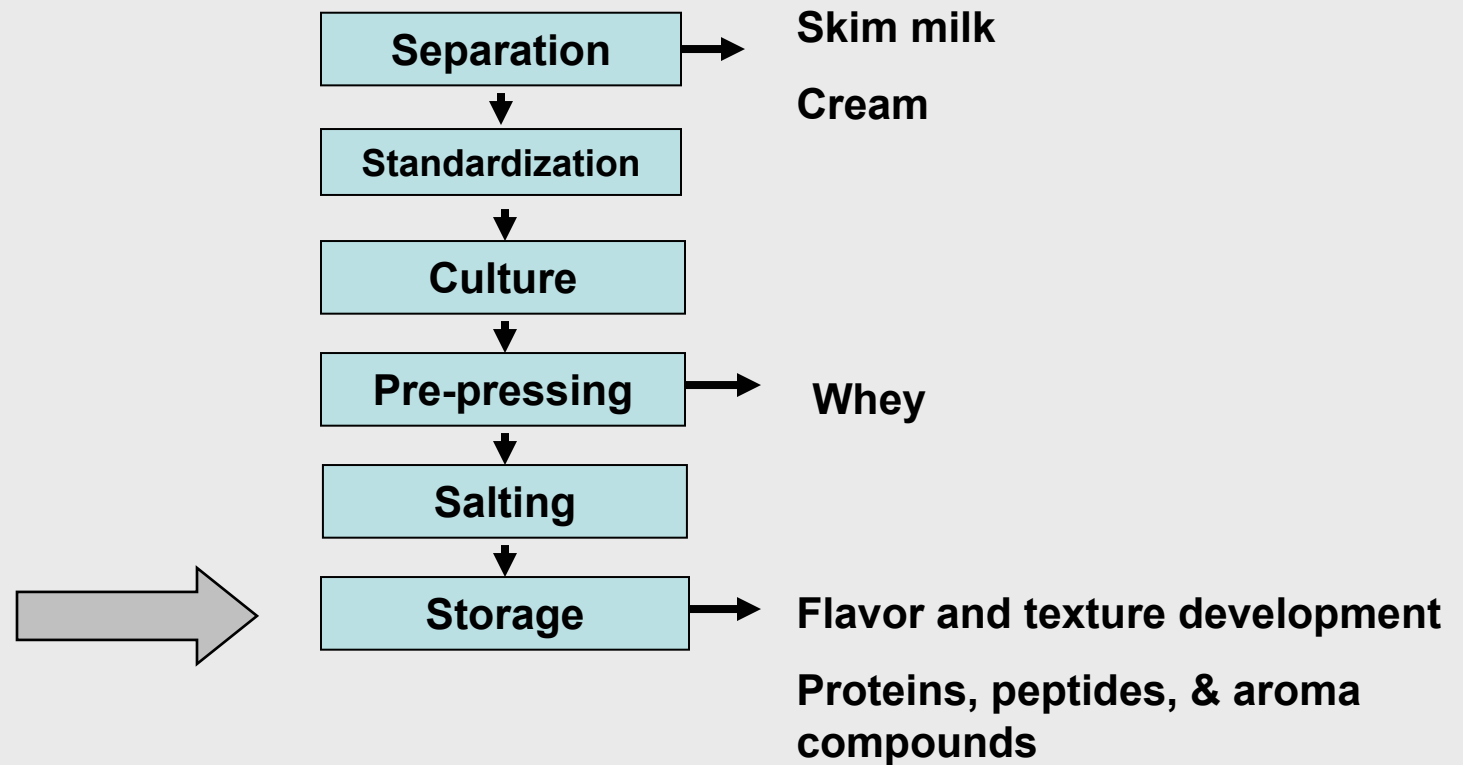 Separation
Skim milk
Cream
Standardization
Culture
Pre-pressing
Whey
Salting
Storage
Flavor and texture development
Proteins, peptides, & aroma
compounds